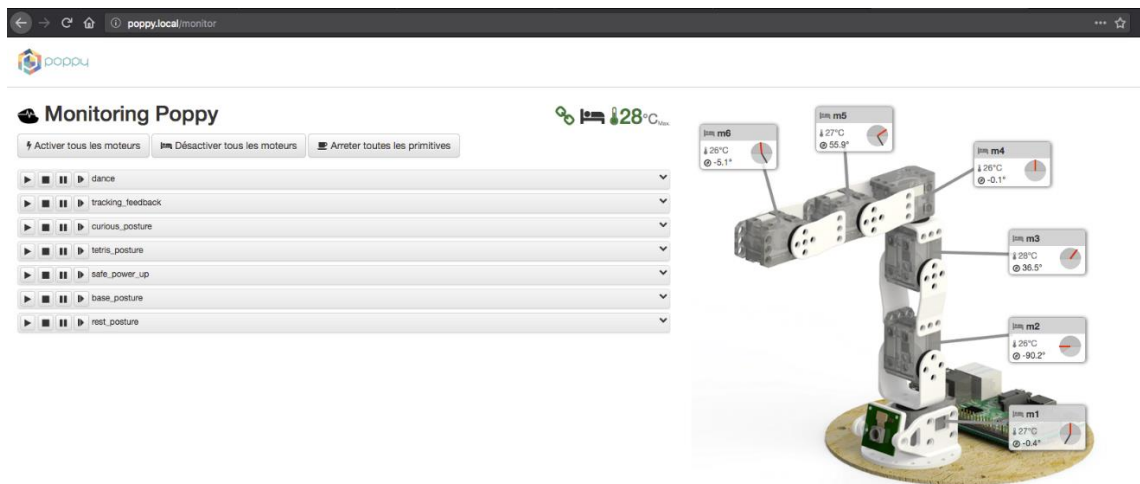 poppy.local/monitor
poppy
Monitoring Poppy
28°C Max.
Activer tous les moteurs
Désactiver tous les moteurs
Arreter toutes les primitives
dance
tracking_feedback
curious_posture
tetris_posture
safe_power_up
base_posture
rest_posture
m6
26°C
-5.1°
m5
27°C
55.9°
m4
26°C
-0.1°
m3
28°C
36.5°
m2
26°C
-90.2°
m1
27°C
-0.4°